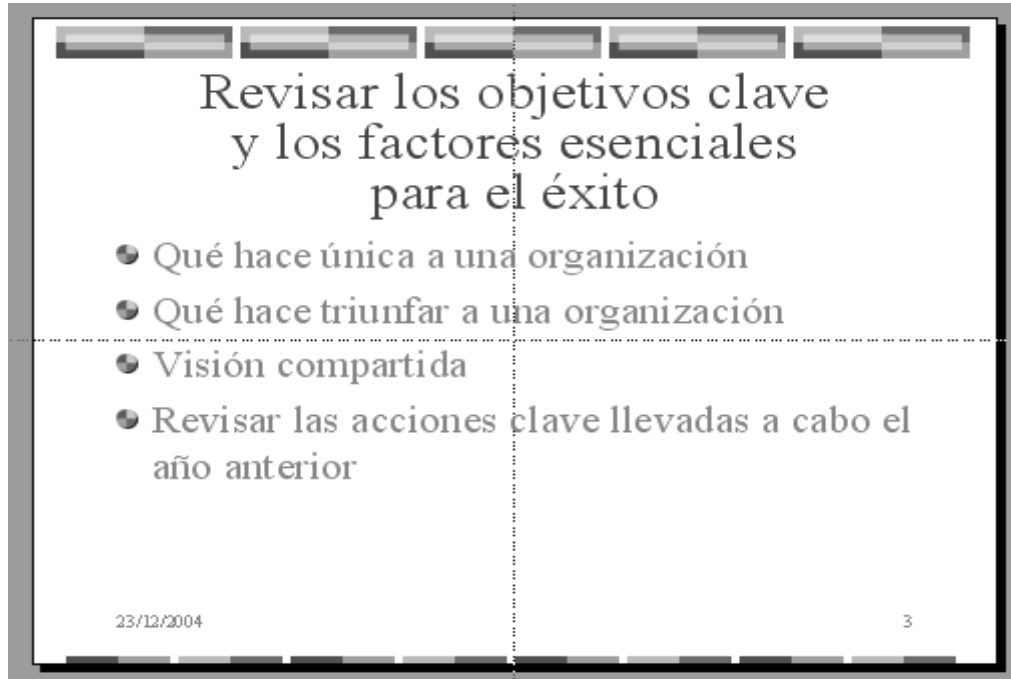 Revisar los objetivos clave
y los factores esenciales
para el éxito
Qué hace única a una organización
Qué hace triunfar a una organización
Visión compartida
Revisar las acciones clave llevadas a cabo el
año anterior
23/12/2004
3